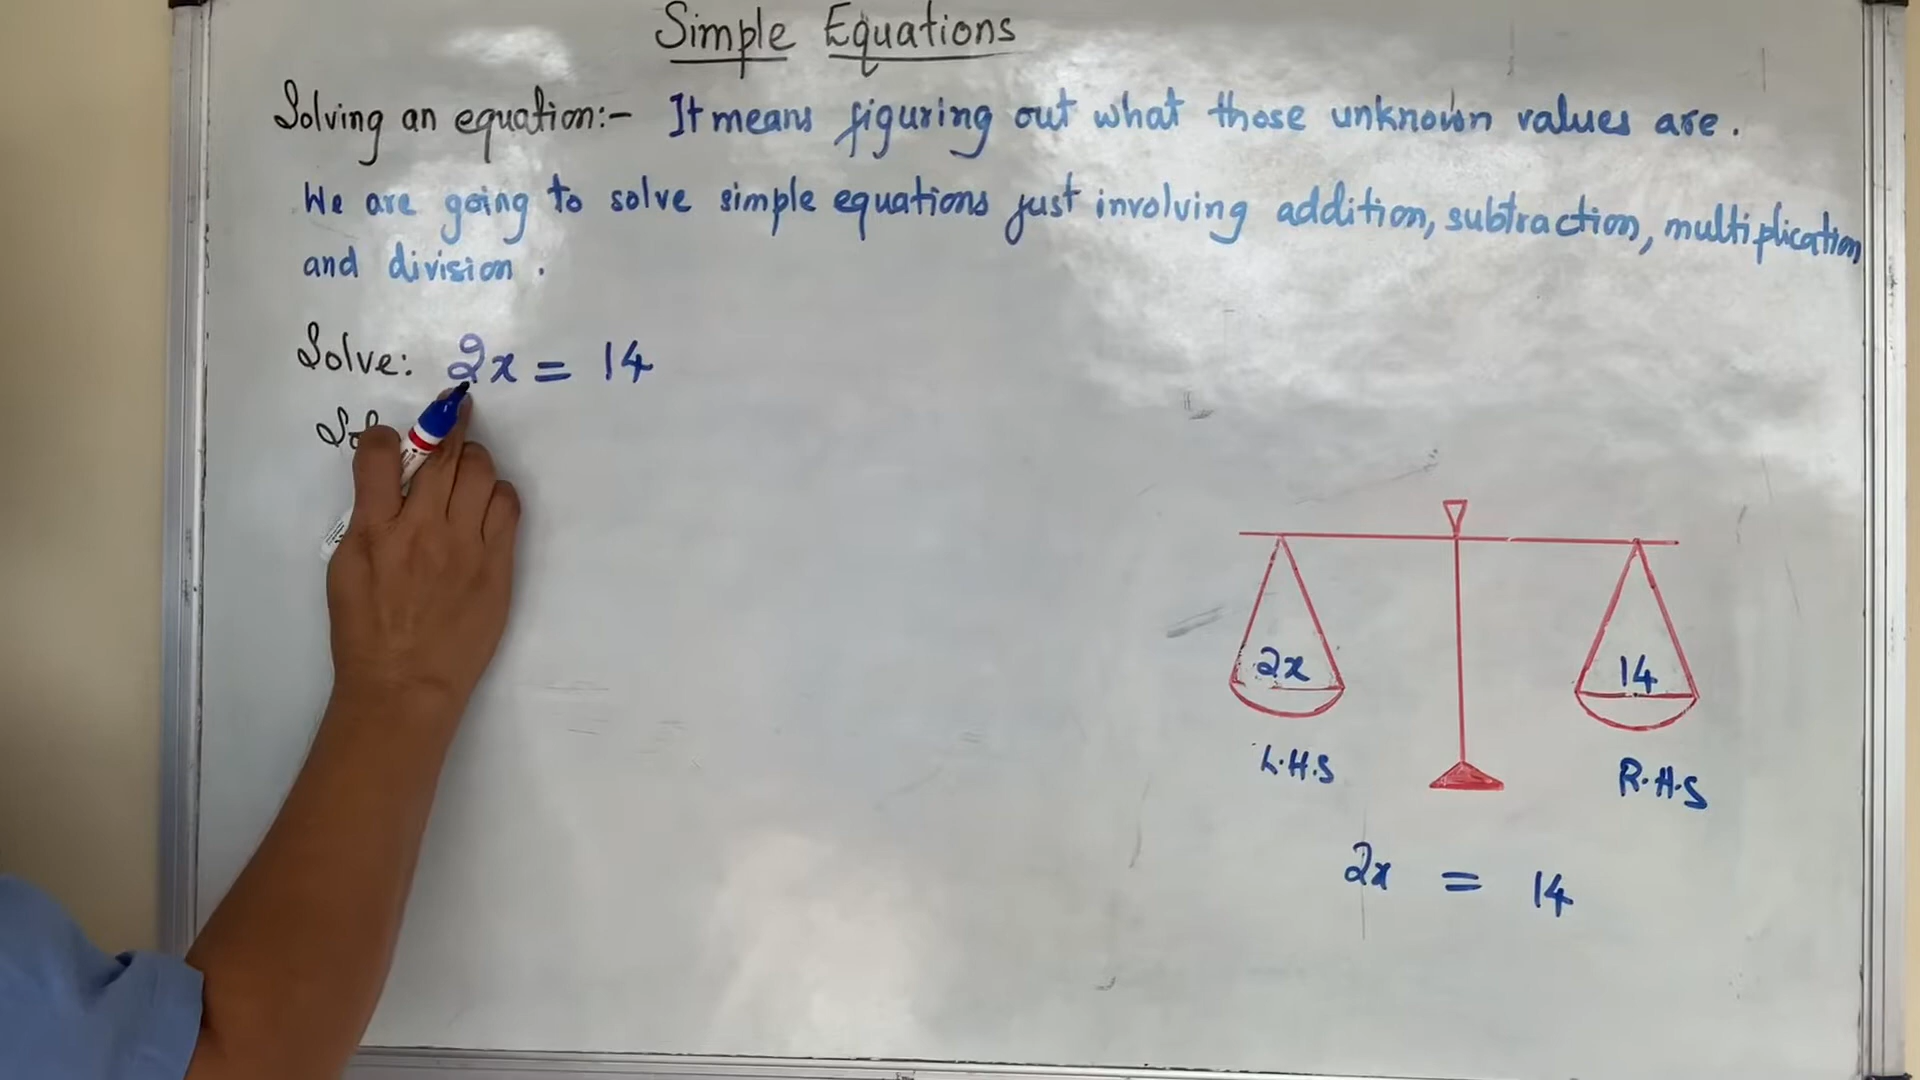 Simple Equations
Solving an equation:- It means figuring out what those unknown values are.
We are going to solve simple equations just involving addition, subtraction, multiplication
and division.
Solve: 2x = 14
2x
14
L.H.S
R.H.S
2x = 14